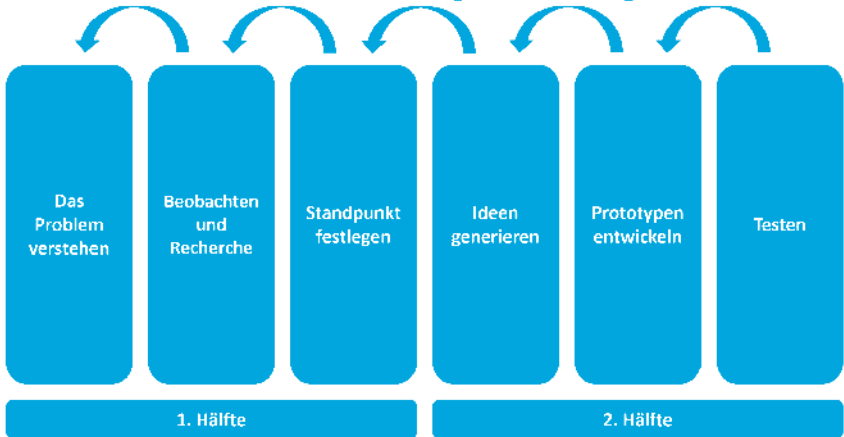 Das
Problem
verstehen
Beobachten
und
Recherche
Standpunkt
festlegen
Ideen
generieren
Prototypen
entwickeln
Testen
1. Hälfte
2. Hälfte